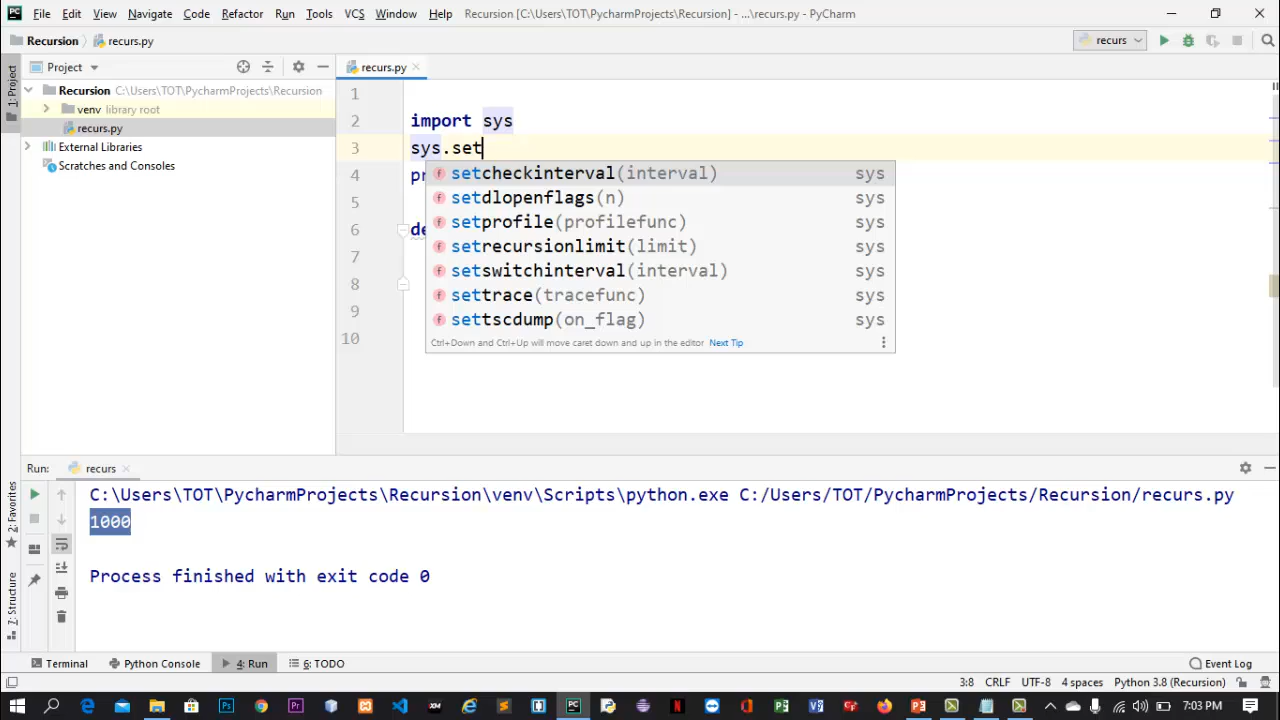 File Edit View Navigate Code Refactor Run Tools VCS Window Help Recursion [C:\Users\TOT\PycharmProjects\Recursion] - ...\recurs.py - PyCharm
Recursion recurs.py recurs
1: Project Project recurs.py
Recursion C:\Users\TOT\PycharmProjects\Recursion
venv library root
recurs.py
External Libraries
Scratches and Consoles
1
2 import sys
3 sys.set
4 pr
5
6 de
7
8
9
10
setcheckinterval(interval) sys
setdlopenflags(n) sys
setprofile(profilefunc) sys
setrecursionlimit(limit) sys
setswitchinterval(interval) sys
settrace(tracefunc) sys
settscdump(on_flag) sys
Ctrl+Down and Ctrl+Up will move caret down and up in the editor Next Tip
Run: recurs
C:\Users\TOT\PycharmProjects\Recursion\venv\Scripts\python.exe C:/Users/TOT/PycharmProjects/Recursion/recurs.py
1000
Process finished with exit code 0
2: Favorites
7: Structure
Terminal Python Console 4: Run 6: TODO Event Log
3:8 CRLF UTF-8 4 spaces Python 3.8 (Recursion)
7:03 PM